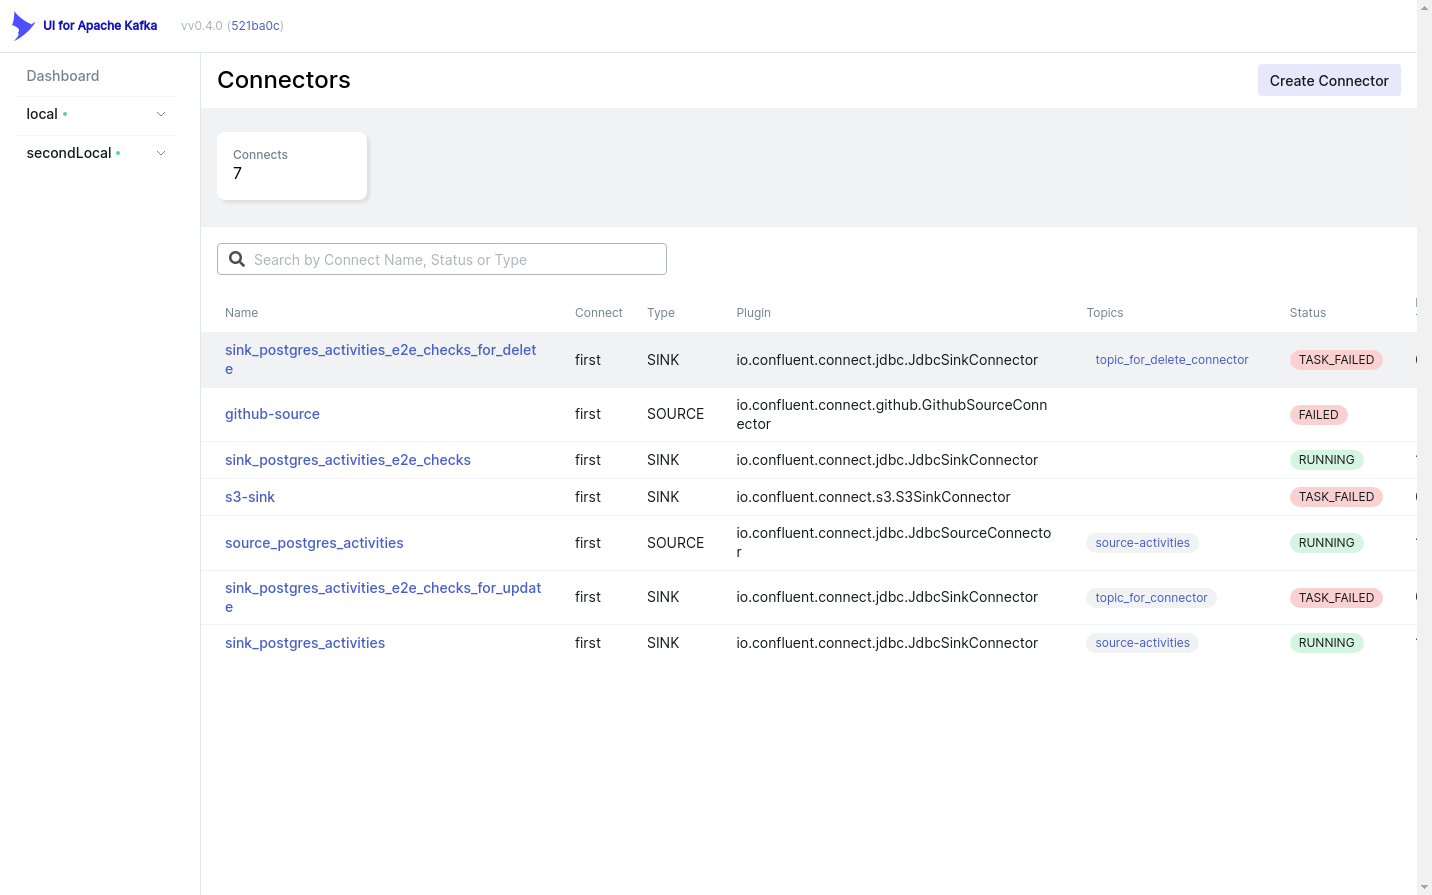 UI for Apache Kafka vv0.4.0 (521ba0c)
Dashboard
local
secondLocal
Connectors
Create Connector
Connects
7
Search by Connect Name, Status or Type
Name Connect Type Plugin Topics Status
sink_postgres_activities_e2e_checks_for_delet
e
first SINK io.confluent.connect.jdbc.JdbcSinkConnector topic_for_delete_connector TASK_FAILED
github-source first SOURCE io.confluent.connect.github.GithubSourceConn
ector
FAILED
sink_postgres_activities_e2e_checks first SINK io.confluent.connect.jdbc.JdbcSinkConnector RUNNING
s3-sink first SINK io.confluent.connect.s3.S3SinkConnector TASK_FAILED
source_postgres_activities first SOURCE io.confluent.connect.jdbc.JdbcSourceConnecto
r
source-activities RUNNING
sink_postgres_activities_e2e_checks_for_updat
e
first SINK io.confluent.connect.jdbc.JdbcSinkConnector topic_for_connector TASK_FAILED
sink_postgres_activities first SINK io.confluent.connect.jdbc.JdbcSinkConnector source-activities RUNNING